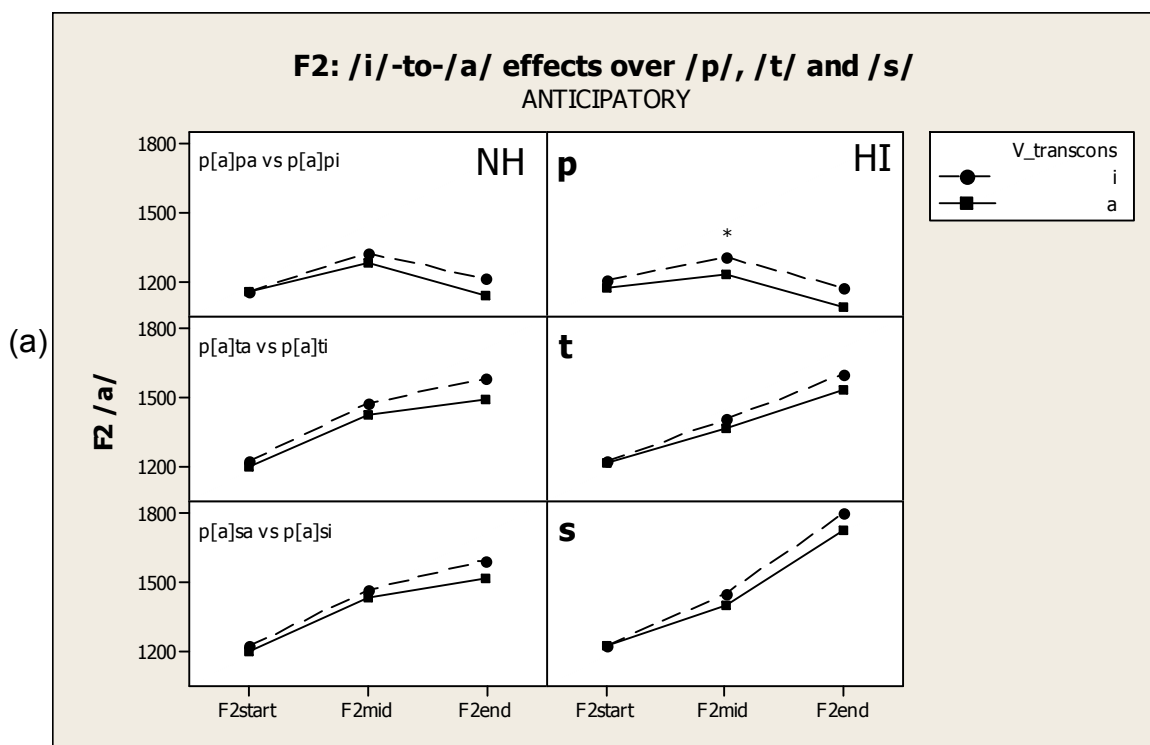 F2: /i/-to-/a/ effects over /p/, /t/ and /s/
ANTICIPATORY
V_transcons
i
a
(a)
F2 /a/
1800
1500
1200
p[a]pa vs p[a]pi
NH
p
HI
*
1800
1500
1200
p[a]ta vs p[a]ti
t
1800
1500
1200
p[a]sa vs p[a]si
s
F2start F2mid F2end F2start F2mid F2end